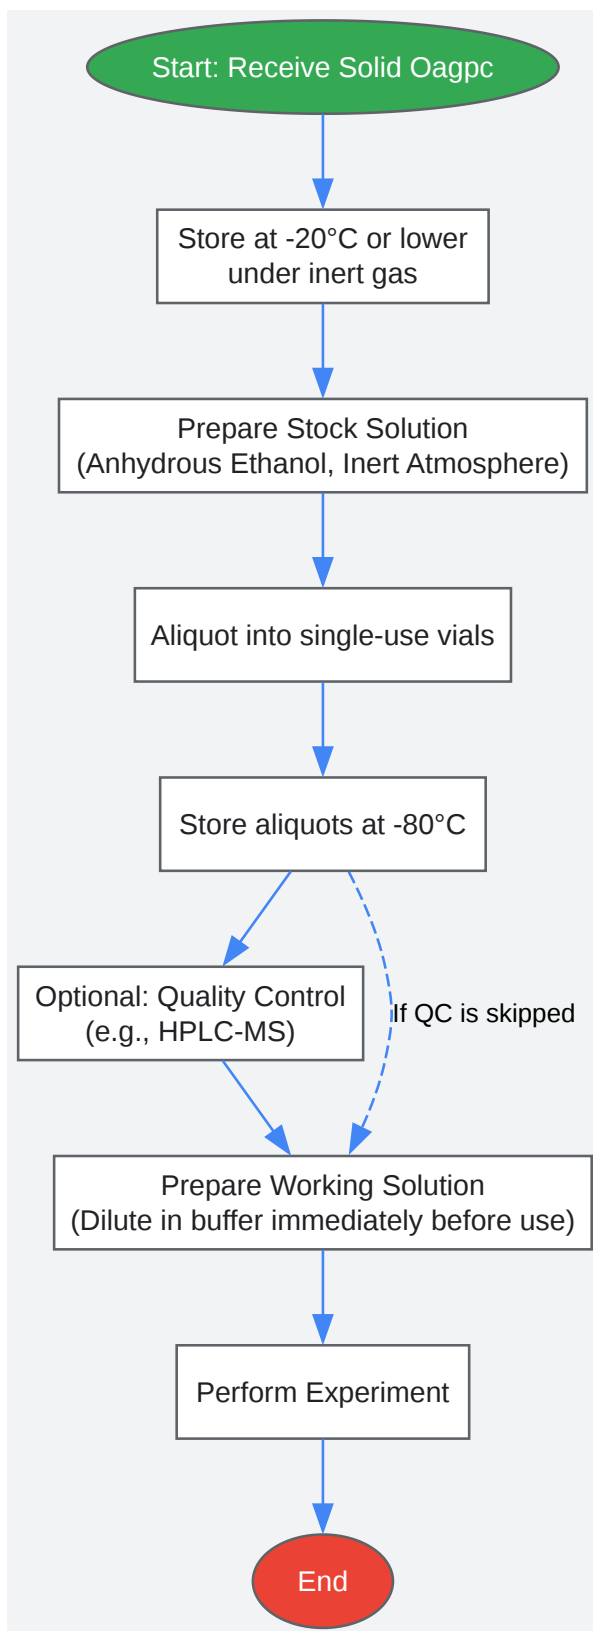 Start: Receive Solid Oagpc
Store at -20°C or lower
under inert gas
Prepare Stock Solution
(Anhydrous Ethanol, Inert Atmosphere)
Aliquot into single-use vials
Store aliquots at -80°C
Optional: Quality Control
(e.g., HPLC-MS)
If QC is skipped
Prepare Working Solution
(Dilute in buffer immediately before use)
Perform Experiment
End